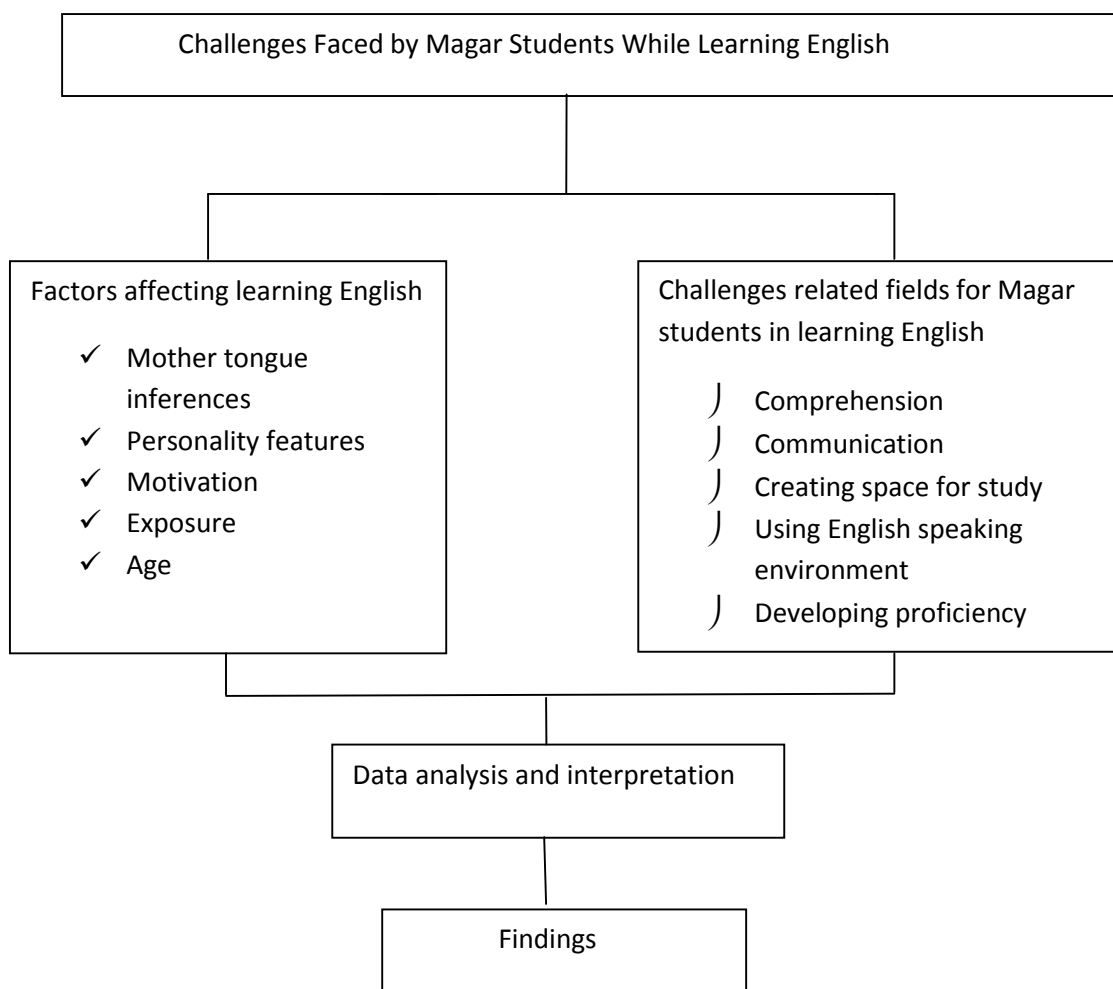 Challenges Faced by Magar Students While Learning English
Factors affecting learning English
✓ Mother tongue
inferences
✓ Personality features
✓ Motivation
✓ Exposure
✓ Age
Challenges related fields for Magar
students in learning English
⌡ Comprehension
⌡ Communication
⌡ Creating space for study
⌡ Using English speaking
environment
⌡ Developing proficiency
Data analysis and interpretation
Findings